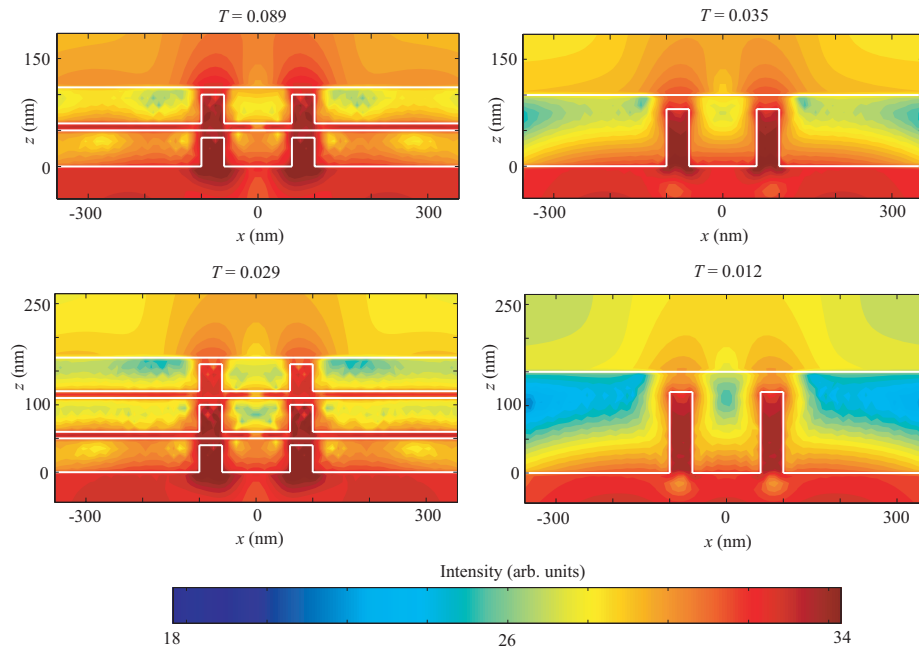 T = 0.089
T = 0.035
150
0
z (nm)
-300
0
300
x (nm)
150
0
z (nm)
-300
0
300
x (nm)
T = 0.029
T = 0.012
250
100
0
z (nm)
-300
0
300
x (nm)
250
100
0
z (nm)
-300
0
300
x (nm)
Intensity (arb. units)
18
26
34